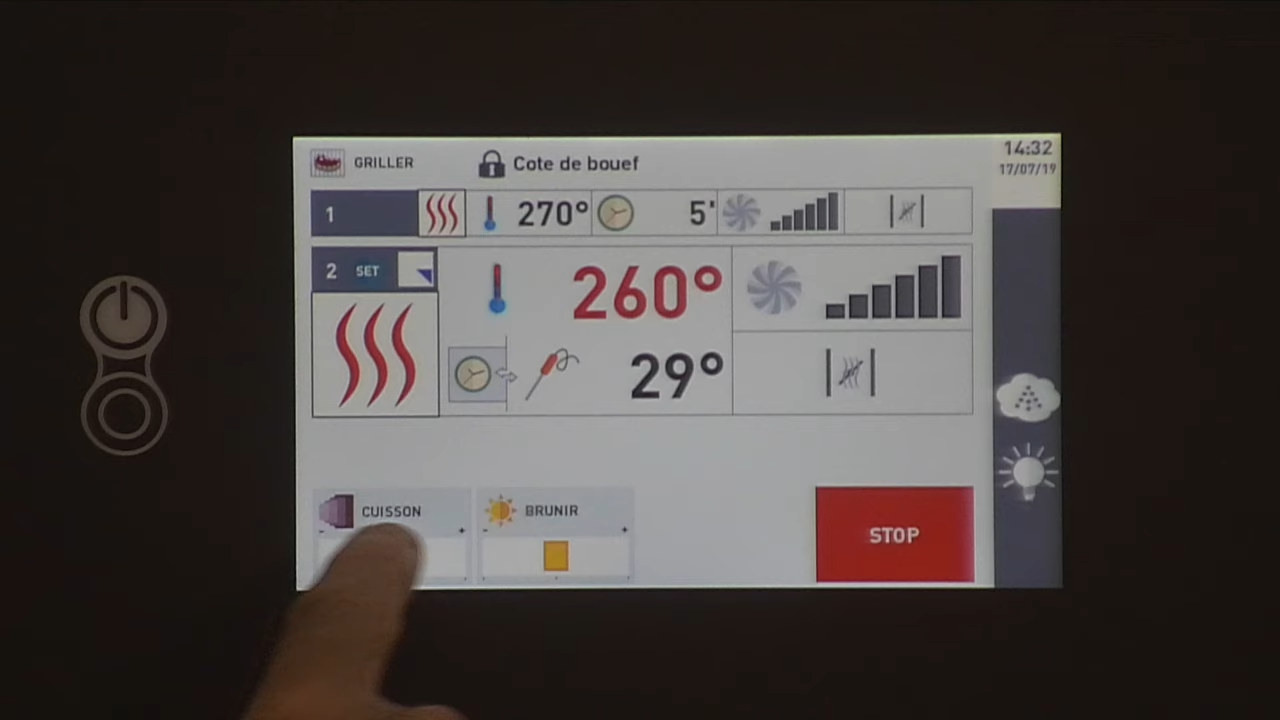 GRILLER Cote de bouef
14:32
17/07/19
1 270° 5'
2 SET 260°
29°
CUISSON BRUNIR
- + - +
STOP